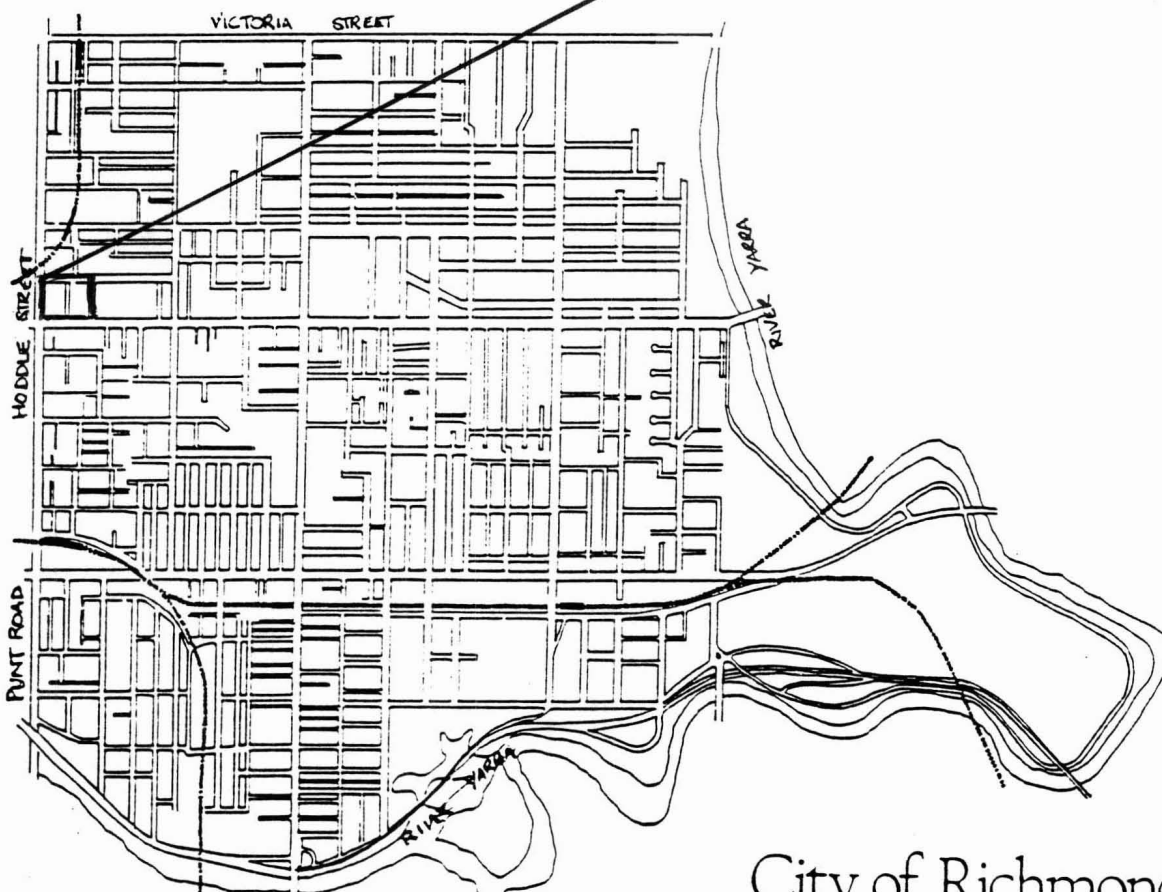 VICTORIA STREET
HODDLE STREET
RIVER YARRA
PUNT ROAD
RIVER YARRA
City of Richmond